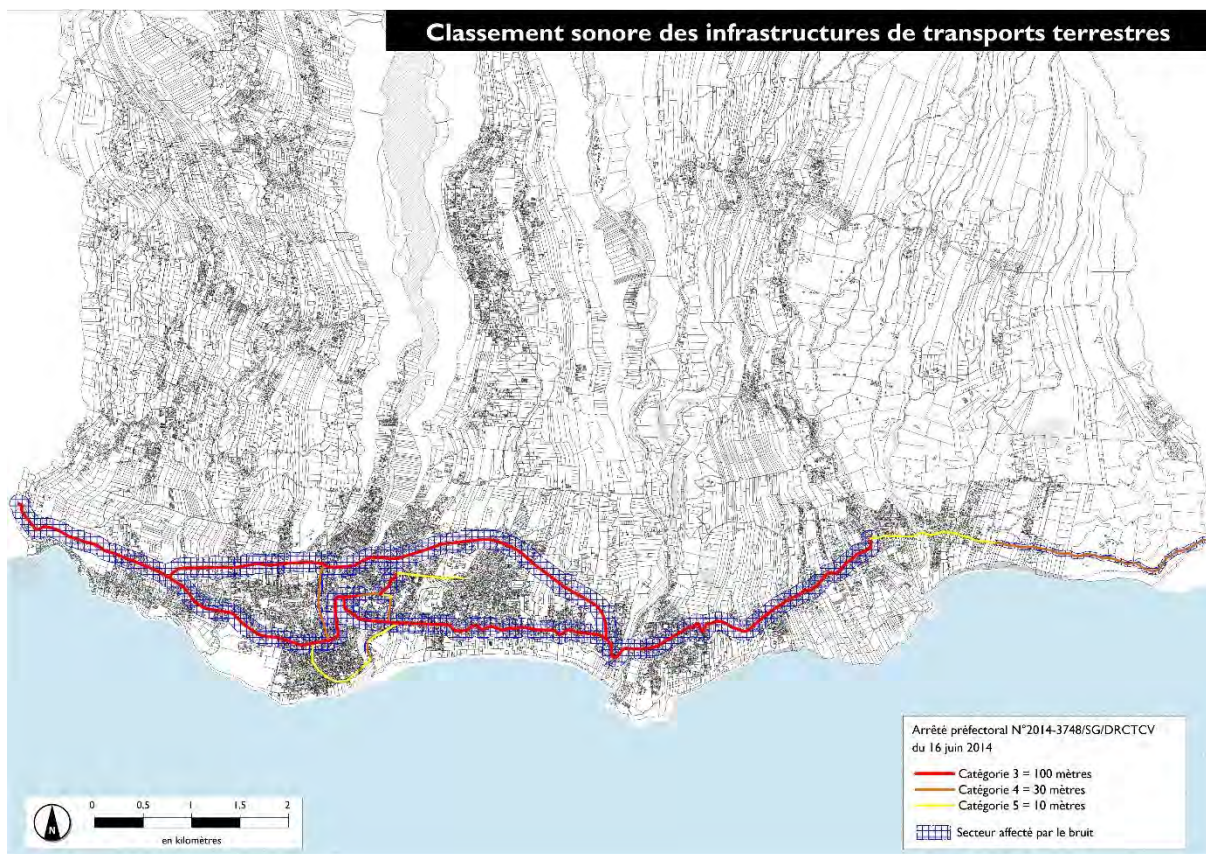 Classement sonore des infrastructures de transports terrestres
Arrêté préfectoral N°2014-3748/SG/DRCTCV
du 16 juin 2014
Catégorie 3 = 100 mètres
Catégorie 4 = 30 mètres
Catégorie 5 = 10 mètres
Secteur affecté par le bruit
0 0.5 1 1.5 2
en kilomètres
N